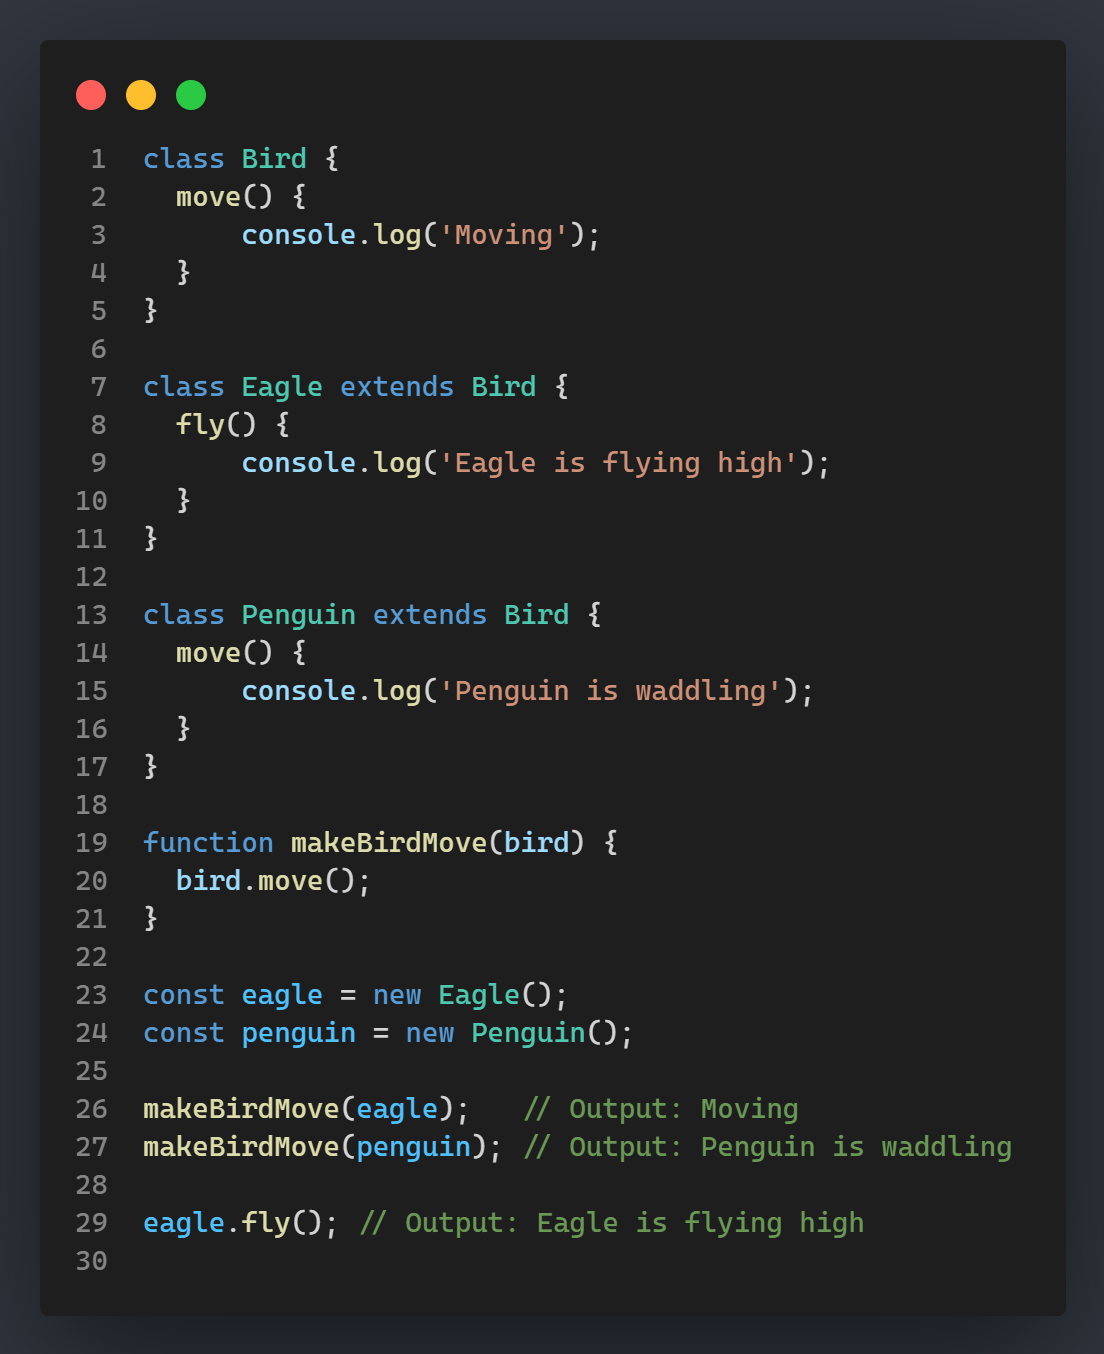 1 class Bird {
2   move() {
3       console.log('Moving');
4   }
5 }
6
7 class Eagle extends Bird {
8   fly() {
9       console.log('Eagle is flying high');
10   }
11 }
12
13 class Penguin extends Bird {
14   move() {
15       console.log('Penguin is waddling');
16   }
17 }
18
19 function makeBirdMove(bird) {
20   bird.move();
21 }
22
23 const eagle = new Eagle();
24 const penguin = new Penguin();
25
26 makeBirdMove(eagle);   // Output: Moving
27 makeBirdMove(penguin); // Output: Penguin is waddling
28
29 eagle.fly(); // Output: Eagle is flying high
30